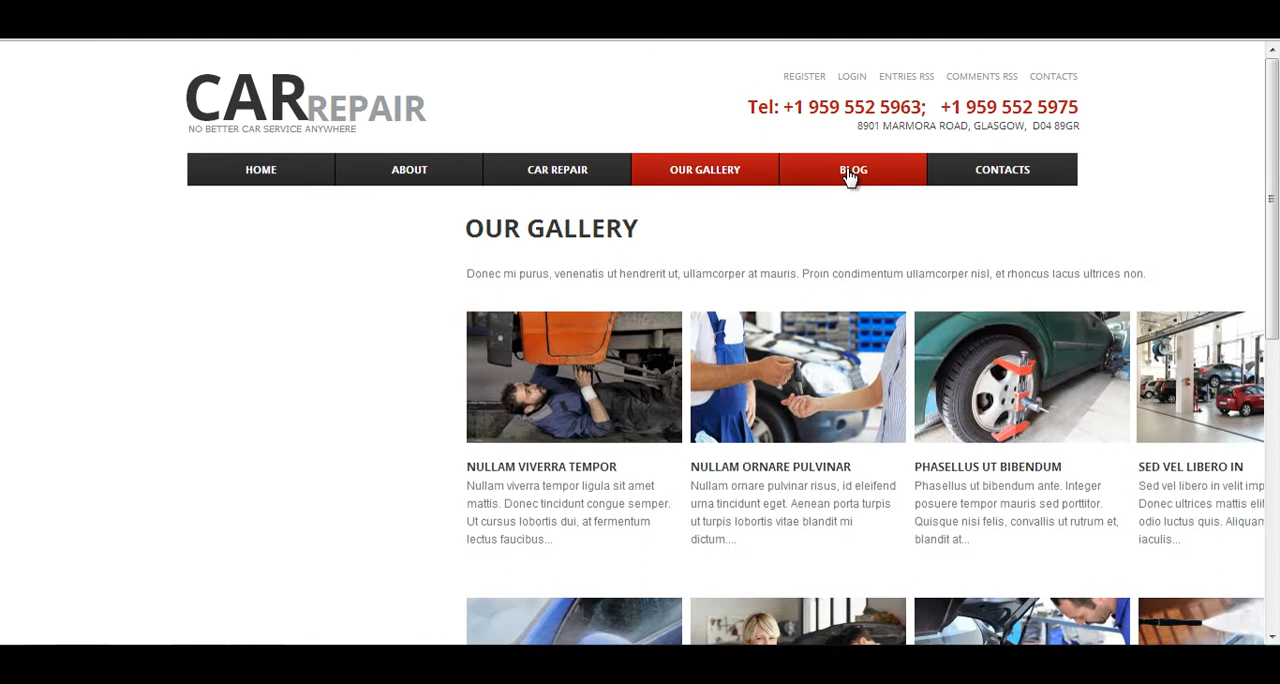 CAR REPAIR
NO BETTER CAR SERVICE ANYWHERE
REGISTER LOGIN ENTRIES RSS COMMENTS RSS CONTACTS
Tel: +1 959 552 5963; +1 959 552 5975
8901 MARMORA ROAD, GLASGOW, D04 89GR
HOME ABOUT CAR REPAIR OUR GALLERY BLOG CONTACTS
OUR GALLERY
Donec mi purus, venenatis ut hendrerit ut, ullamcorper at mauris. Proin condimentum ullamcorper nisl, et rhoncus lacus ultrices non.
NULLAM VIVERRA TEMPOR
Nullam viverra tempor ligula sit amet
mattis. Donec tincidunt congue semper.
Ut cursus lobortis dui, at fermentum
lectus faucibus...
NULLAM ORNARE PULVINAR
Nullam ornare pulvinar risus, id eleifend
urna tincidunt eget. Aenean porta turpis
ut turpis lobortis vitae blandit mi
dictum....
PHASELLUS UT BIBENDUM
Phasellus ut bibendum ante. Integer
posuere tempor mauris sed porttitor.
Quisque nisi felis, convallis ut rutrum et,
blandit at...
SED VEL LIBERO IN
Sed vel libero in velit imp
Donec ultrices mattis elit
odio luctus quis. Aliquam
iaculis...